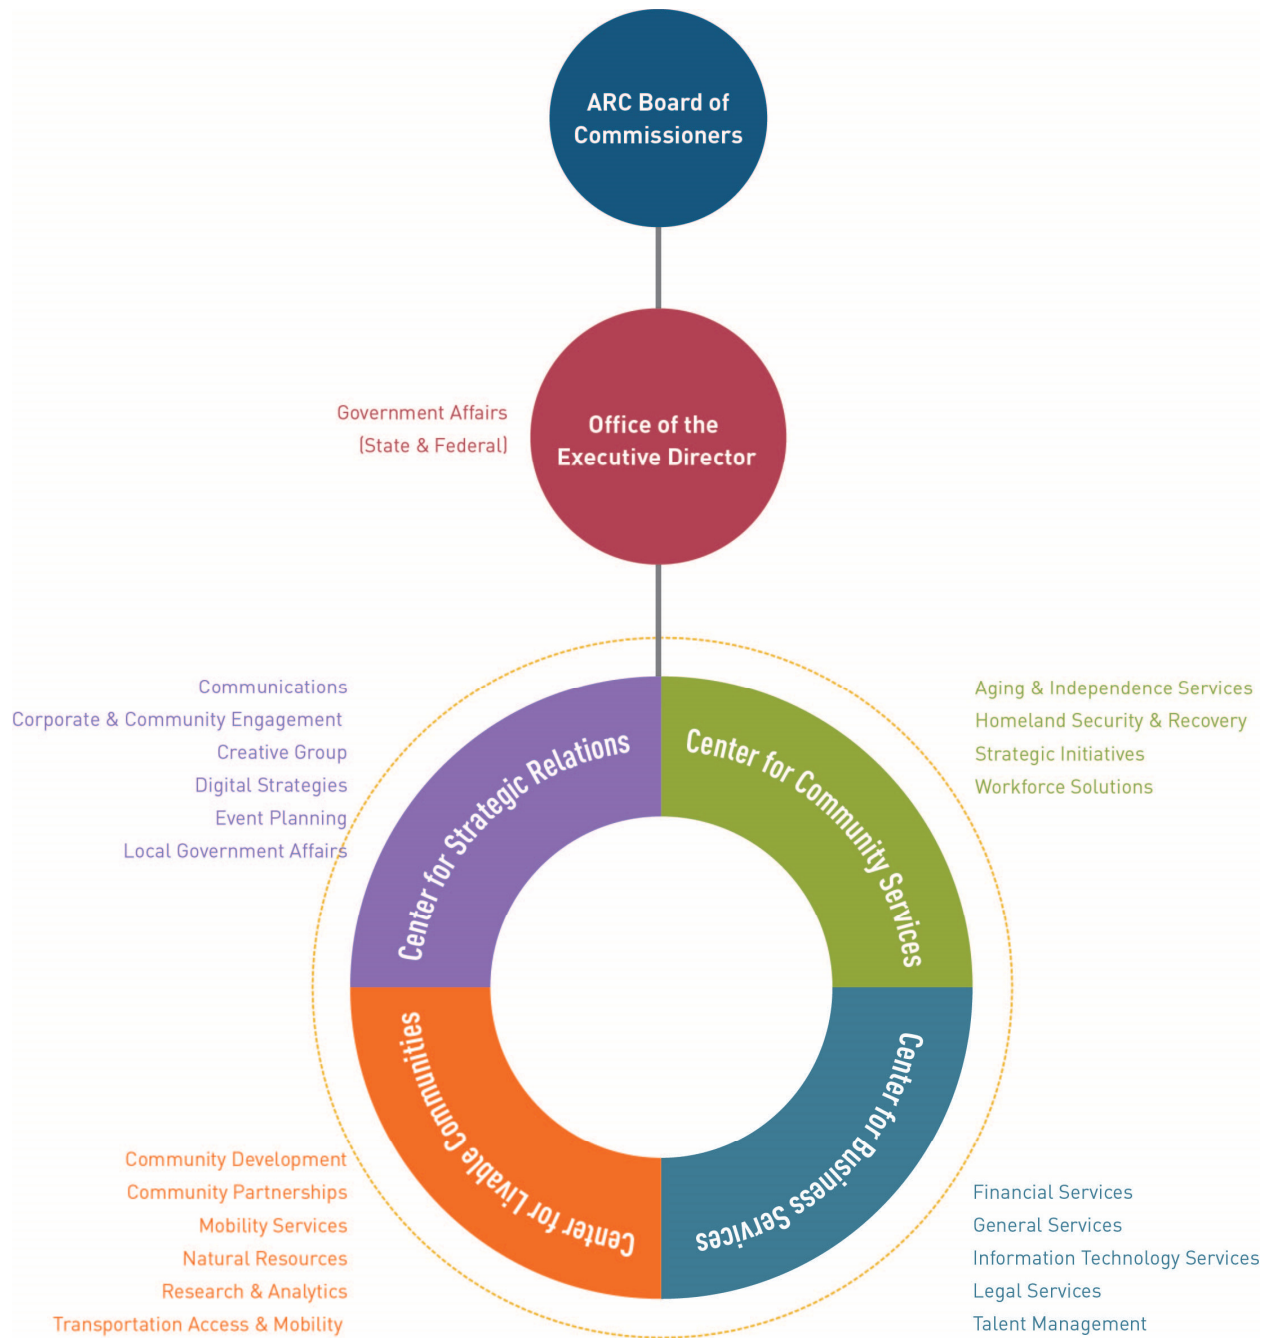 ARC Board of
Commissioners
Government Affairs
(State & Federal)
Office of the
Executive Director
Communications
Corporate & Community Engagement
Creative Group
Digital Strategies
Event Planning
Local Government Affairs
Center for Strategic Relations
Center for Community Services
Aging & Independence Services
Homeland Security & Recovery
Strategic Initiatives
Workforce Solutions
Center for Livable Communities
Center for Business Services
Community Development
Community Partnerships
Mobility Services
Natural Resources
Research & Analytics
Transportation Access & Mobility
Financial Services
General Services
Information Technology Services
Legal Services
Talent Management